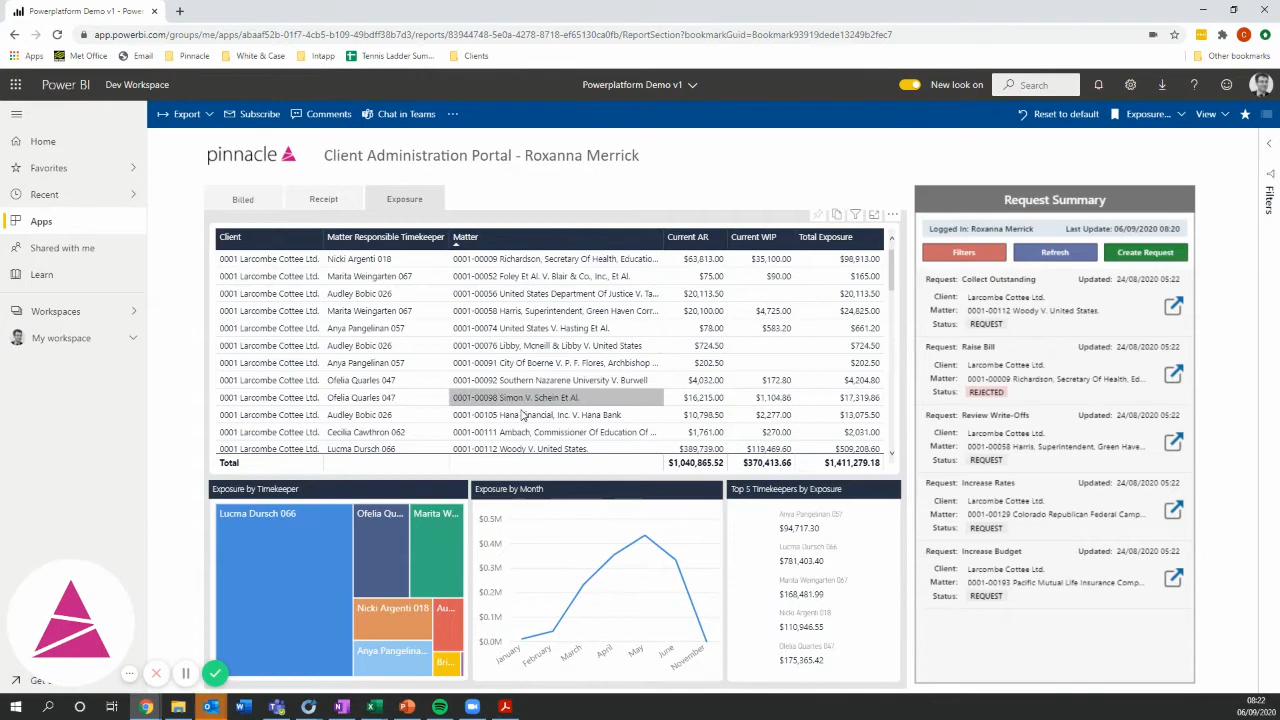 Powerplatform Demo v1 - Power
app.powerbi.com/groups/me/apps/abaaf52b-01f7-4cb5-b109-49bdff38b7d3/reports/83944748-5e0a-4278-8718-ef65130ca0fb/ReportSection?bookmarkGuid=Bookmark93919dede13249b2fec7
Apps Met Office Email Pinnacle White & Case Intapp Tennis Ladder Sum... Clients Other bookmarks
Power BI Dev Workspace Powerplatform Demo v1 New look on Search
Export Subscribe Comments Chat in Teams ... Reset to default Exposure... View
Home
Favorites
Recent
Apps
Shared with me
Learn
Workspaces
My workspace
Filters
pinnacle Client Administration Portal - Roxanna Merrick
Billed Receipt Exposure
Client Matter Responsible Timekeeper Matter Current AR Current WIP Total Exposure
0001 Larcombe Cottee Ltd. Nicki Argenti 018 0001-00009 Richardson, Secretary Of Health, Educatio... $63,813.00 $35,100.00 $98,913.00
0001 Larcombe Cottee Ltd. Marita Weingarten 067 0001-00052 Foley Et Al. V. Blair & Co., Inc., Et Al. $75.00 $90.00 $165.00
0001 Larcombe Cottee Ltd. Audley Bobic 026 0001-00056 United States Department Of Justice V. Ta... $20,113.50 $20,113.50
0001 Larcombe Cottee Ltd. Marita Weingarten 067 0001-00058 Harris, Superintendent, Green Haven Corr... $20,100.00 $4,725.00 $24,825.00
0001 Larcombe Cottee Ltd. Anya Pangelinan 057 0001-00074 United States V. Hasting Et Al. $78.00 $583.20 $661.20
0001 Larcombe Cottee Ltd. Audley Bobic 026 0001-00076 Libby, Mcneill & Libby V. United States $724.50 $724.50
0001 Larcombe Cottee Ltd. Anya Pangelinan 057 0001-00091 City Of Boerne V. P. F. Flores, Archbishop ... $202.50 $202.50
0001 Larcombe Cottee Ltd. Ofelia Quarles 047 0001-00092 Southern Nazarene University V. Burwell $4,032.00 $172.80 $4,204.80
0001 Larcombe Cottee Ltd. Ofelia Quarles 047 0001-00098 Simon V. Schein Et Al. $16,215.00 $1,104.86 $17,319.86
0001 Larcombe Cottee Ltd. Audley Bobic 026 0001-00105 Hana Financial, Inc. V. Hana Bank $10,798.50 $2,277.00 $13,075.50
0001 Larcombe Cottee Ltd. Cecilia Cawthron 062 0001-00111 Ambach, Commissioner Of Education Of ... $1,761.00 $270.00 $2,031.00
0001 Larcombe Cottee Ltd. Lucma Dursch 066 0001-00112 Woody V. United States. $389,739.00 $119,469.60 $509,208.60
Total $1,040,865.52 $370,413.66 $1,411,279.18
Exposure by Timekeeper
Lucma Dursch 066
Ofelia Qu...
Marita W...
Nicki Argenti 018
Au...
Anya Pangelina...
Bri...
Exposure by Month
$0.5M
$0.4M
$0.3M
$0.2M
$0.1M
$0.0M
January February March April May June November
Top 5 Timekeepers by Exposure
Anya Pangelinan 057
$94,717.30
Lucma Dursch 066
$781,403.40
Marita Weingarten 067
$168,481.99
Nicki Argenti 018
$110,946.55
Ofelia Quarles 047
$175,365.42
Request Summary
Logged In: Roxanna Merrick Last Update: 06/09/2020 08:20
Filters Refresh Create Request
Request: Collect Outstanding Updated: 24/08/2020 05:22
Client: Larcombe Cottee Ltd.
Matter: 0001-00112 Woody V. United States.
Status: REQUEST
Request: Raise Bill Updated: 24/08/2020 05:22
Client: Larcombe Cottee Ltd.
Matter: 0001-00009 Richardson, Secretary Of Health, Ed...
Status: REJECTED
Request: Review Write-Offs Updated: 24/08/2020 05:22
Client: Larcombe Cottee Ltd.
Matter: 0001-00058 Harris, Superintendent, Green Have...
Status: REQUEST
Request: Increase Rates Updated: 24/08/2020 05:22
Client: Larcombe Cottee Ltd.
Matter: 0001-00129 Colorado Republican Federal Camp...
Status: REQUEST
Request: Increase Budget Updated: 24/08/2020 05:22
Client: Larcombe Cottee Ltd.
Matter: 0001-00193 Pacific Mutual Life Insurance Comp...
Status: REQUEST
08:22
06/09/2020